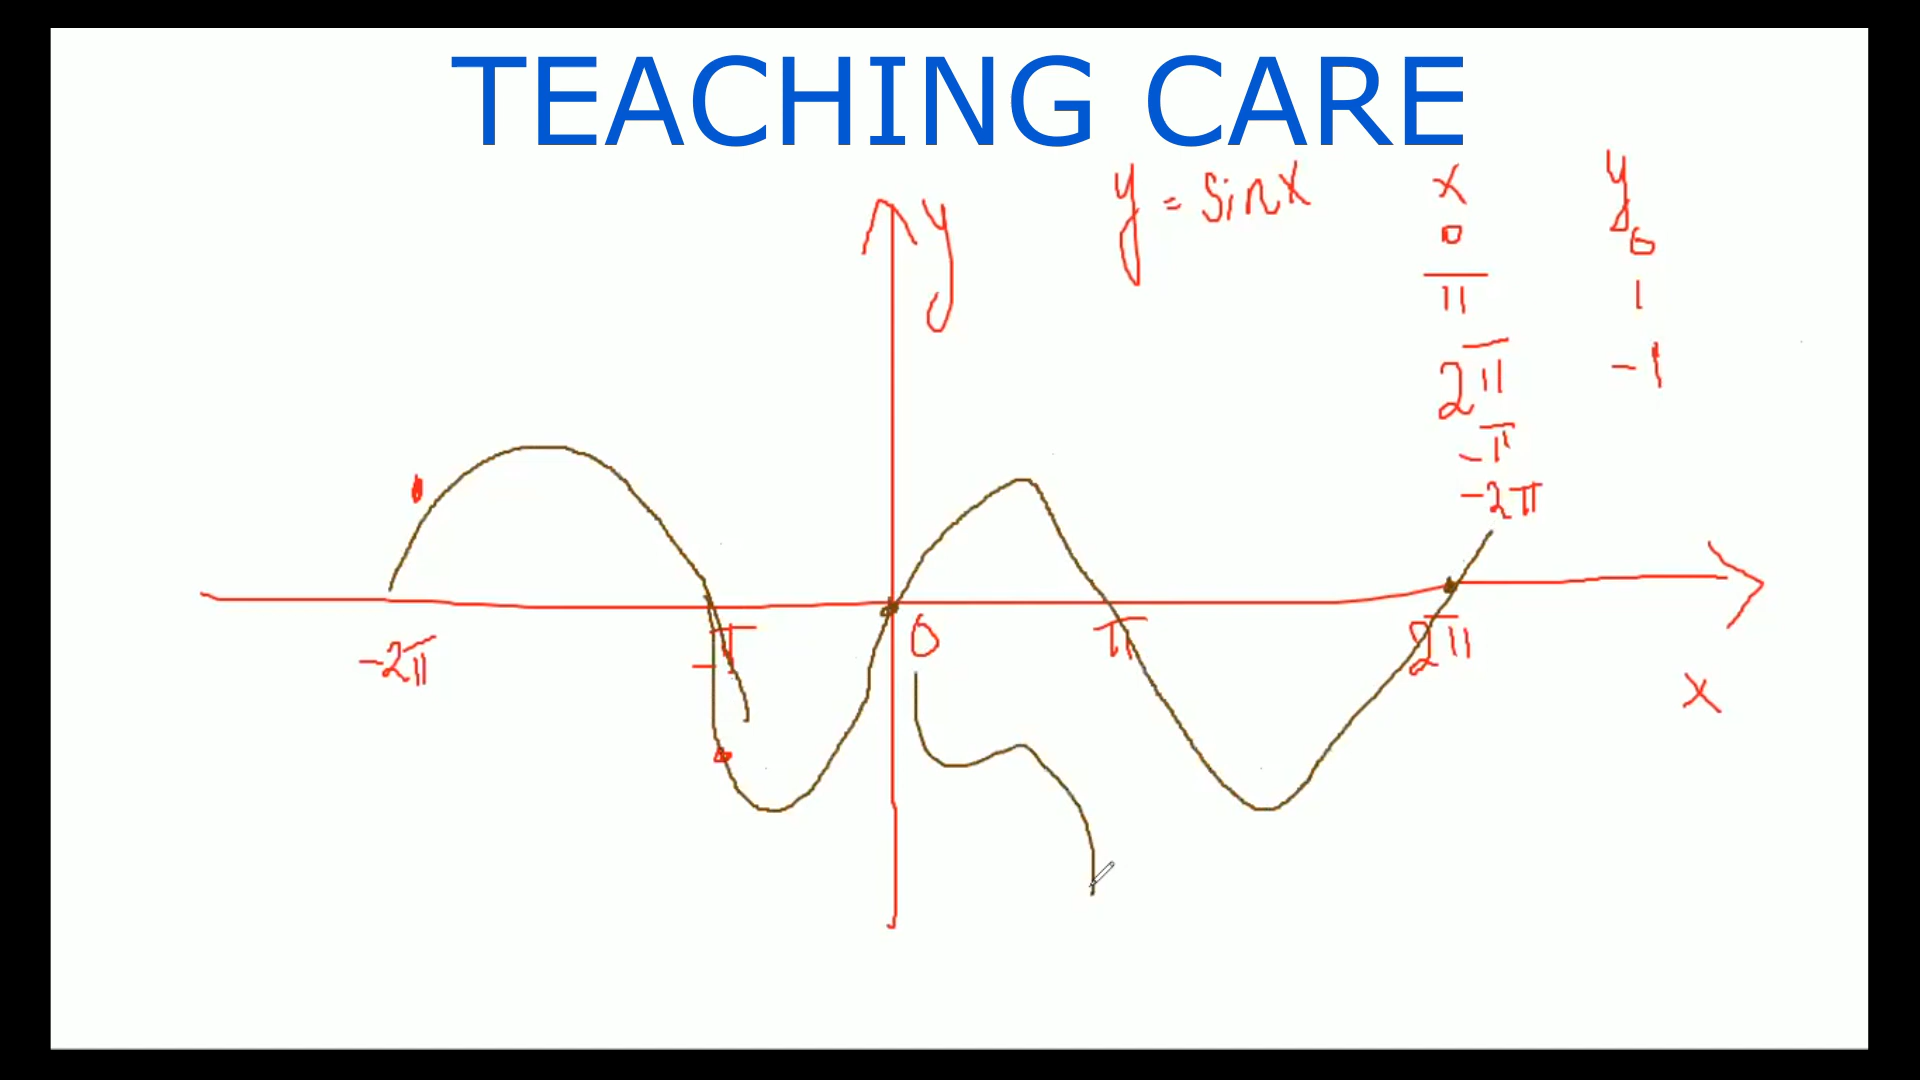 TEACHING CARE
y = sinx
x y
0 0
π 1
2π -1
-π
-2π
y
-2π -π 0 π 2π
x